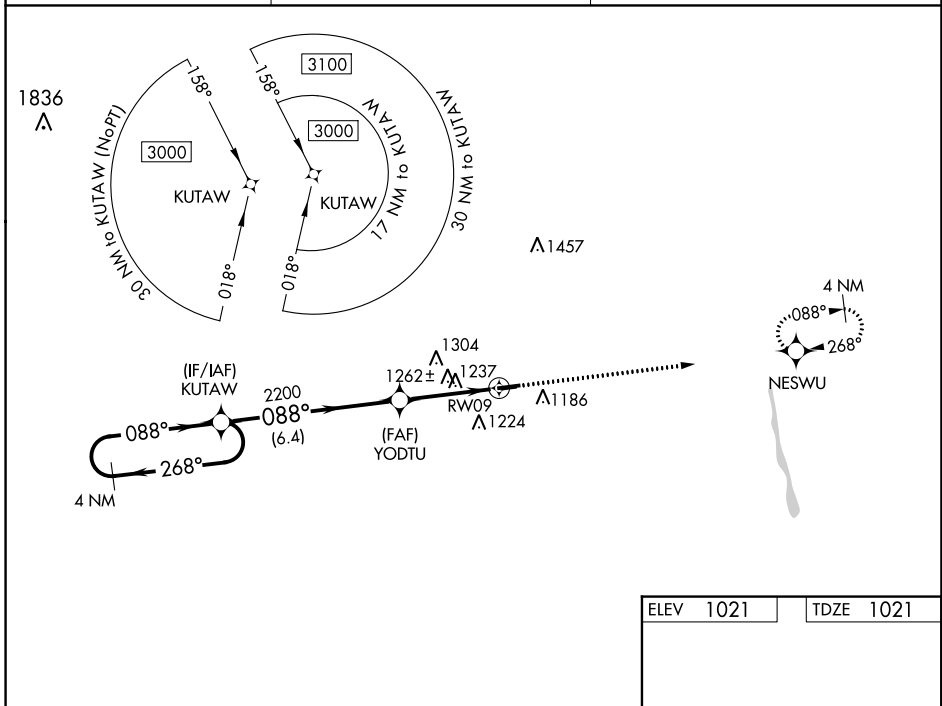 1836
3000
30 NM to KUTAW (NoPT)
158°
KUTAW
018°
3100
3000
158°
KUTAW
018°
17 NM to KUTAW
30 NM to KUTAW
1457
4 NM
088°
268°
NESWU
1304
1262± 1237
RW09
1186
1224
(IF/IAF)
KUTAW
2200
088°
(6.4)
(FAF)
YODTU
088°
268°
4 NM
ELEV 1021
TDZE 1021